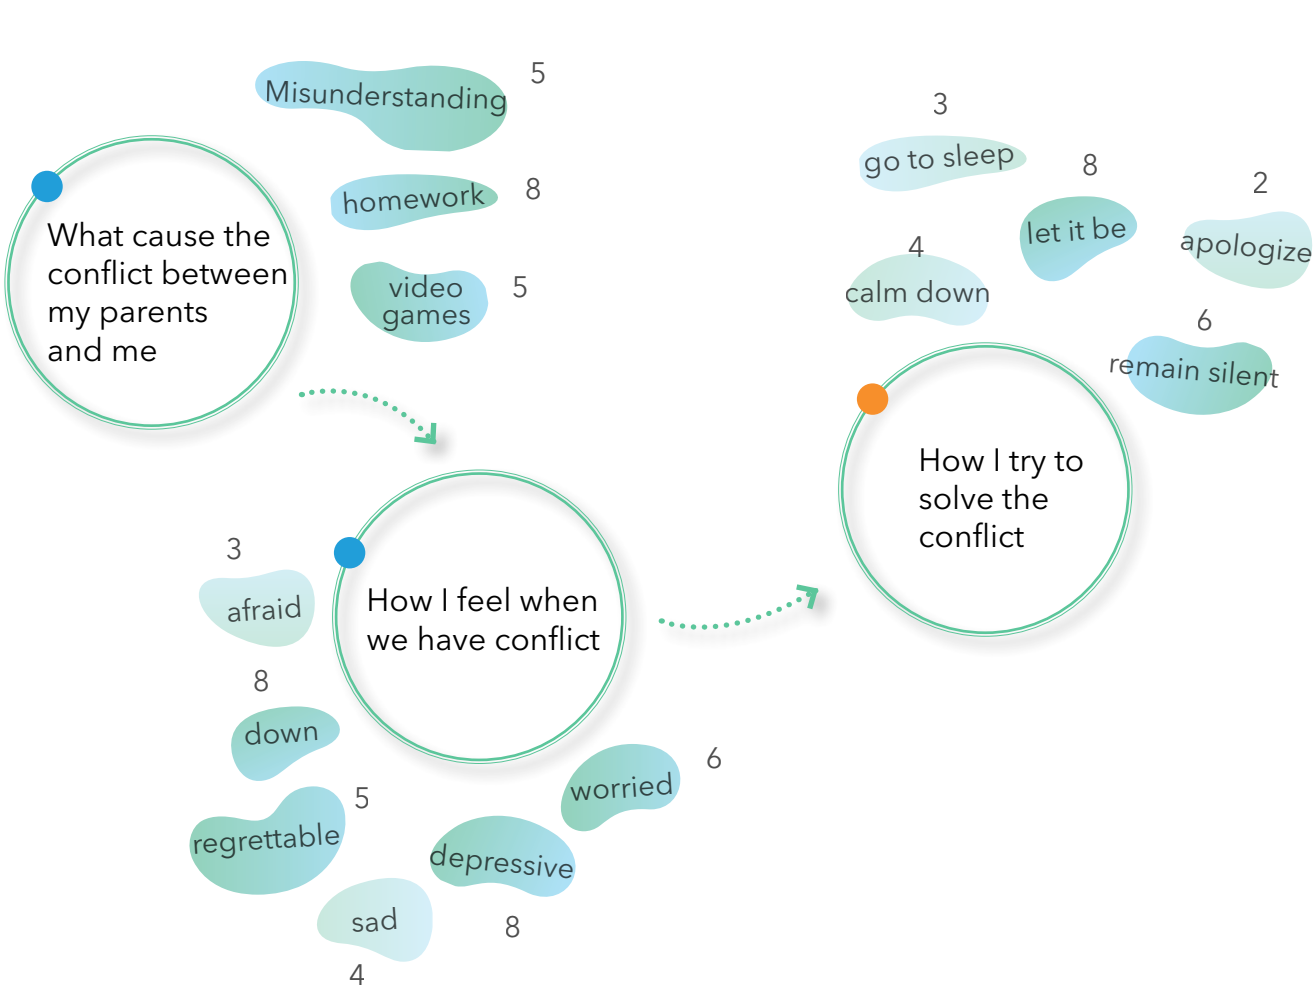 Misunderstanding
5
homework
8
video
games
5
What cause the
conflict between
my parents
and me
3
go to sleep
8
let it be
2
apologize
4
calm down
6
remain silent
How I try to
solve the
conflict
How I feel when
we have conflict
3
afraid
8
down
5
regrettable
4
sad
8
depressive
6
worried